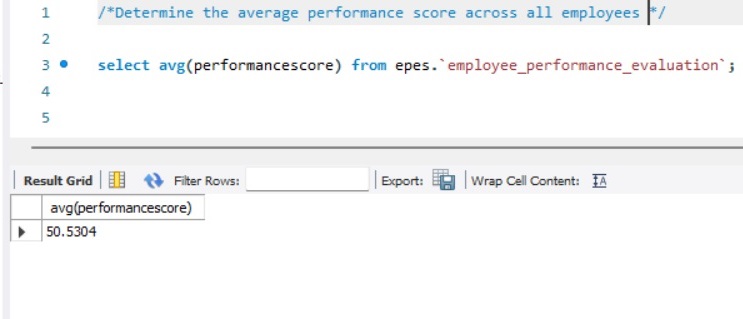 1 /*Determine the average performance score across all employees */
2
3 select avg(performancescore) from epes.`employee_performance_evaluation`;
4
5
Result Grid Filter Rows: Export: Wrap Cell Content: IA
avg(performancescore)
50.5304